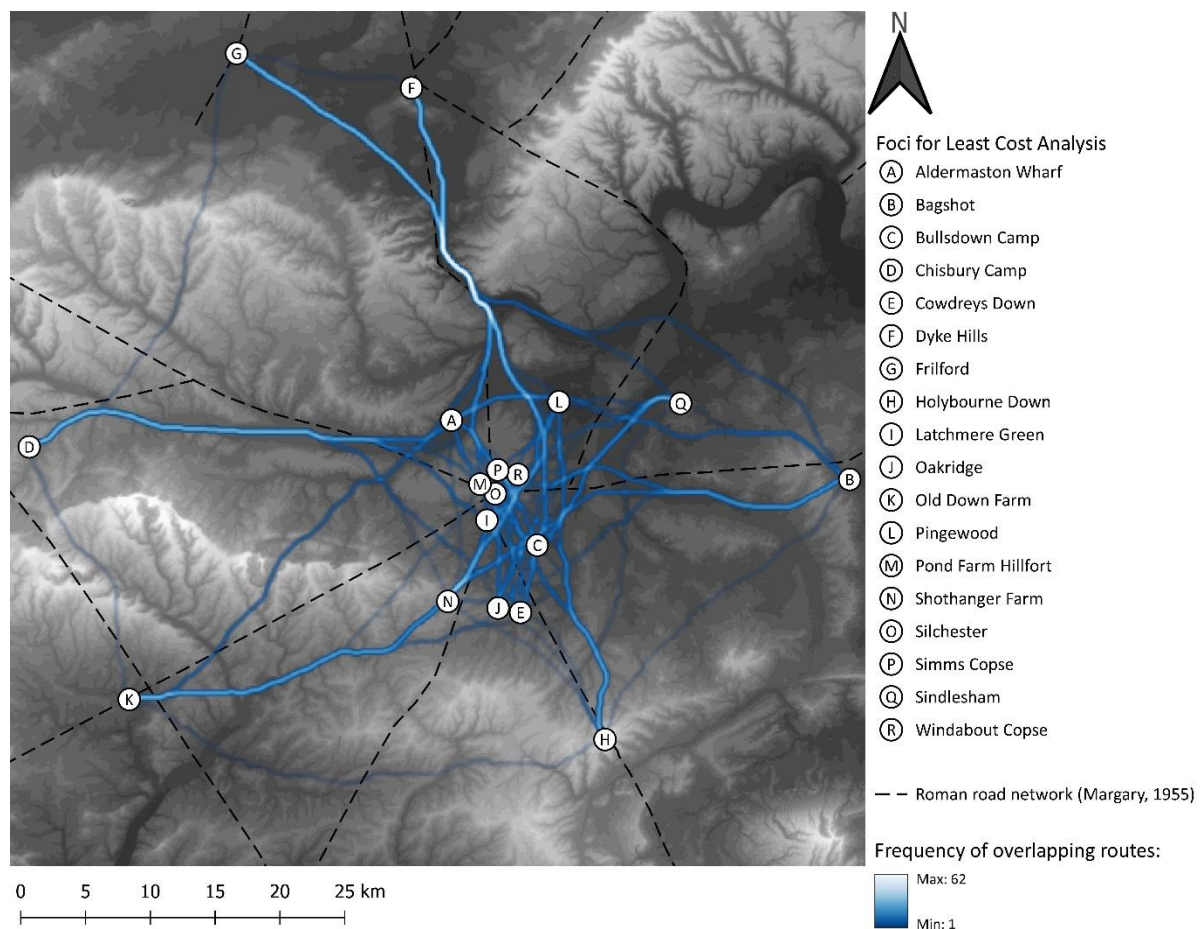 N
G
F
L
Q
A
D
P
R
M
O
B
I
C
N
J
E
K
H
Foci for Least Cost Analysis
A Aldermaston Wharf
B Bagshot
C Bullsdown Camp
D Chisbury Camp
E Cowdreys Down
F Dyke Hills
G Frilford
H Holybourne Down
I Latchmere Green
J Oakridge
K Old Down Farm
L Pingewood
M Pond Farm Hillfort
N Shothanger Farm
O Silchester
P Simms Copse
Q Sindlesham
R Windabout Copse
Roman road network (Margary, 1955)
Frequency of overlapping routes:
Max: 62
Min: 1
0 5 10 15 20 25 km